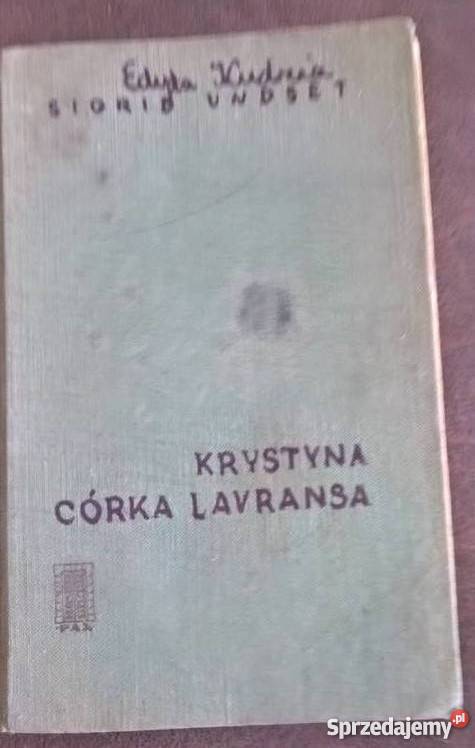 Edyta
SIGRID UNDSET
KRYSTYNA
CÓRKA LAVRANSA
PAX
Sprzedajemy.pl